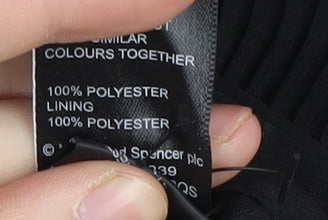 SIMILAR
COLOURS TOGETHER
100% POLYESTER
LINING
100% POLYESTER
© Spencer plc